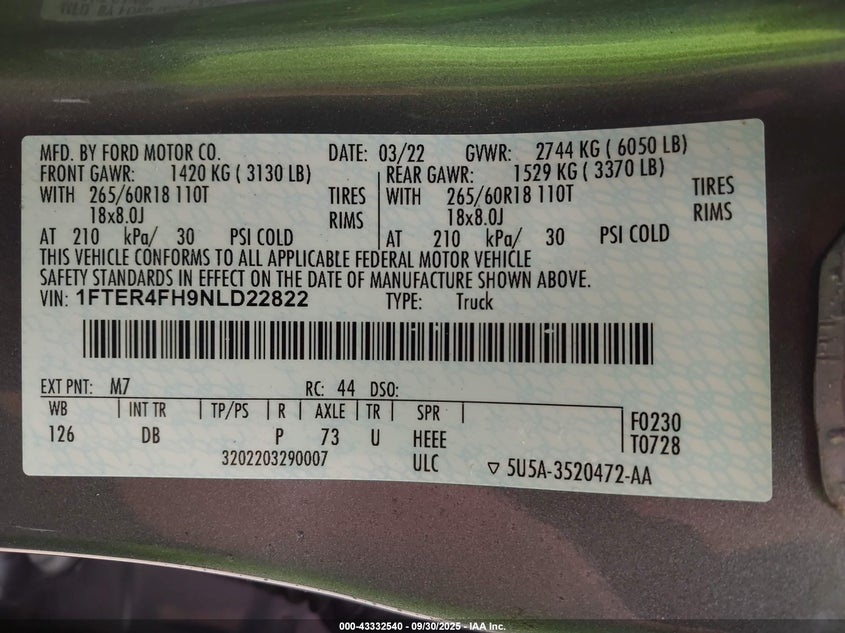 MFD. BY FORD MOTOR CO. DATE: 03/22 GVWR: 2744 KG ( 6050 LB)
FRONT GAWR: 1420 KG ( 3130 LB) REAR GAWR: 1529 KG ( 3370 LB)
WITH 265/60R18 110T TIRES WITH 265/60R18 110T TIRES
18x8.0J RIMS 18x8.0J RIMS
AT 210 kPa/ 30 PSI COLD AT 210 kPa/ 30 PSI COLD
THIS VEHICLE CONFORMS TO ALL APPLICABLE FEDERAL MOTOR VEHICLE
SAFETY STANDARDS IN EFFECT ON THE DATE OF MANUFACTURE SHOWN ABOVE.
VIN: 1FTER4FH9NLD22822 TYPE: Truck
EXT PNT: M7 RC: 44 DSO:
WB INT TR TP/PS R AXLE TR SPR F0230
126 DB P 73 U HEEE T0728
3202203290007 ULC 5U5A-3520472-AA
000-43332540 - 09/30/2025 - IAA Inc.